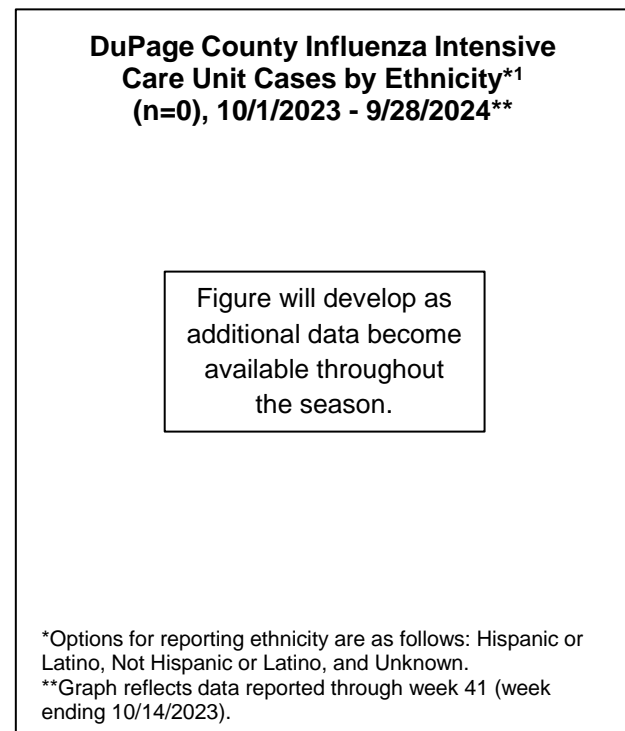 DuPage County Influenza Intensive
Care Unit Cases by Ethnicity*1
(n=0), 10/1/2023 - 9/28/2024**
Figure will develop as
additional data become
available throughout
the season.
*Options for reporting ethnicity are as follows: Hispanic or
Latino, Not Hispanic or Latino, and Unknown.
**Graph reflects data reported through week 41 (week
ending 10/14/2023).